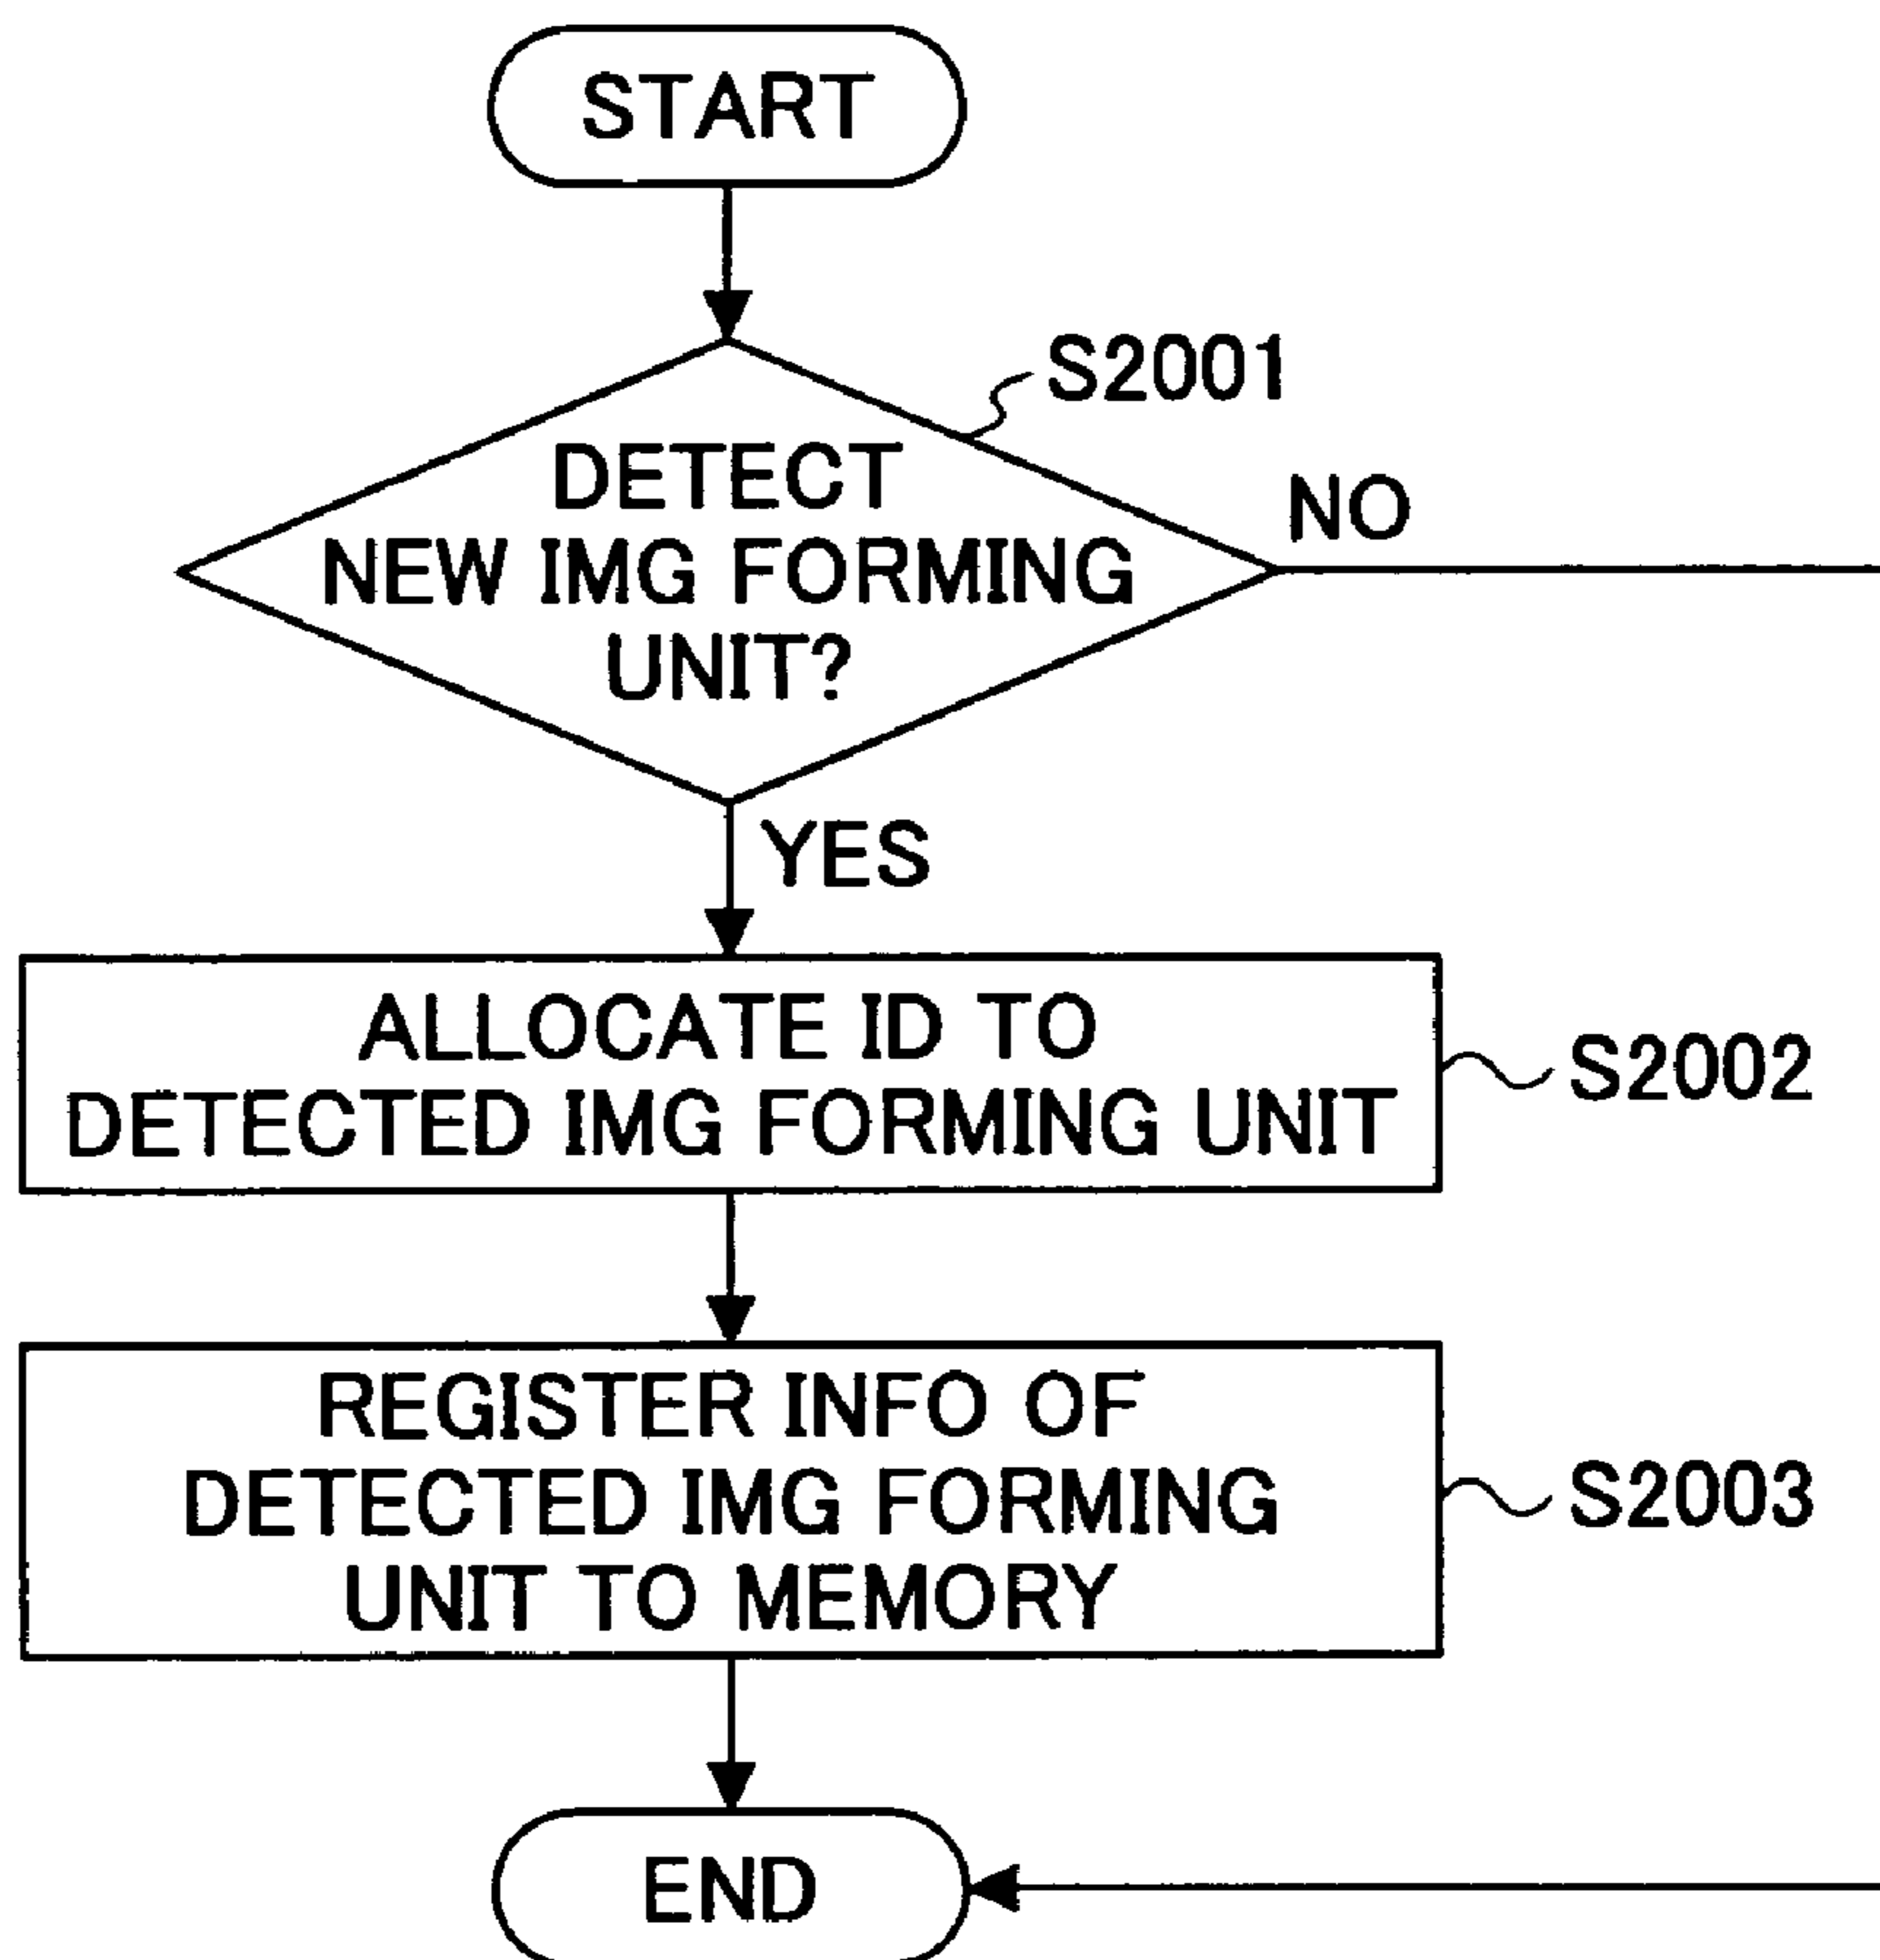 START
S2001
DETECT
NEW IMG FORMING
UNIT?
NO
YES
ALLOCATE ID TO
DETECTED IMG FORMING UNIT
S2002
REGISTER INFO OF
DETECTED IMG FORMING
UNIT TO MEMORY
S2003
END